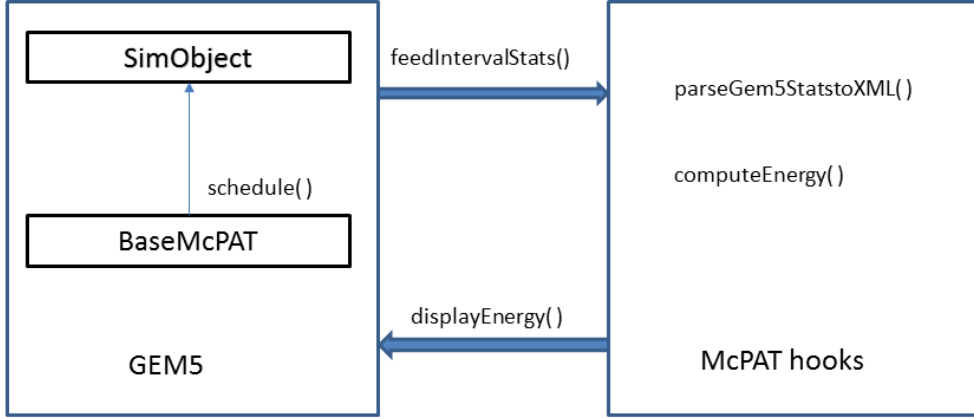 SimObject
feedIntervalStats()
parseGem5StatstoXML( )
schedule( )
computeEnergy( )
BaseMcPAT
displayEnergy( )
GEM5
McPAT hooks